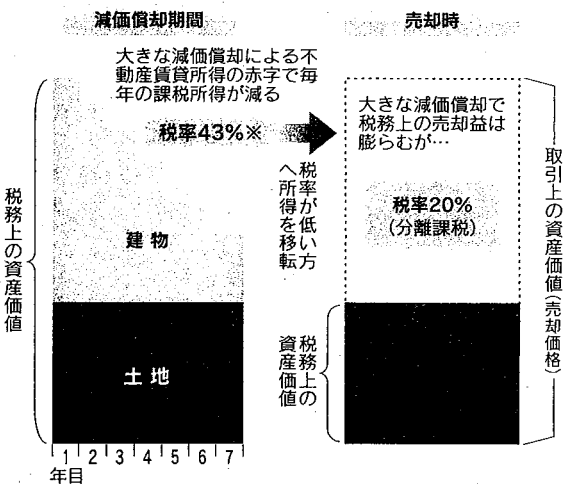 減価償却期間
大きな減価償却による不
動産賃貸所得の赤字で毎
年の課税所得が減る
税率43%※
税務上の資産価値
建物
土地
1 2 3 4 5 6 7
年目
税率が低い方
へ所得を移転
売却時
大きな減価償却で
税務上の売却益は
膨らむが…
税率20%
(分離課税)
税務上の
資産価値
取引上の資産価値(売却価格)